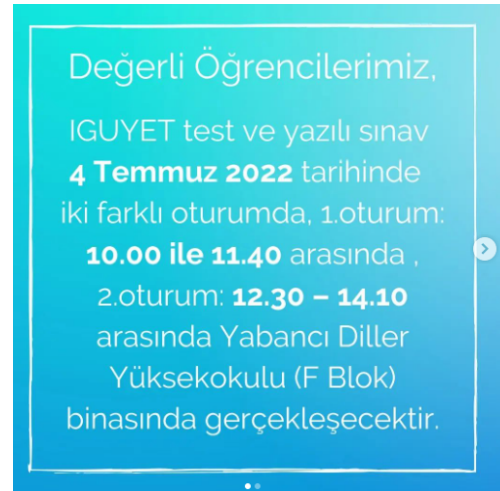 Değerli Öğrencilerimiz,
IGUYET test ve yazılı sınav
4 Temmuz 2022 tarihinde
iki farklı oturumda, 1.oturum:
10.00 ile 11.40 arasında ,
2.oturum: 12.30 – 14.10
arasında Yabancı Diller
Yüksekokulu (F Blok)
binasında gerçekleşecektir.